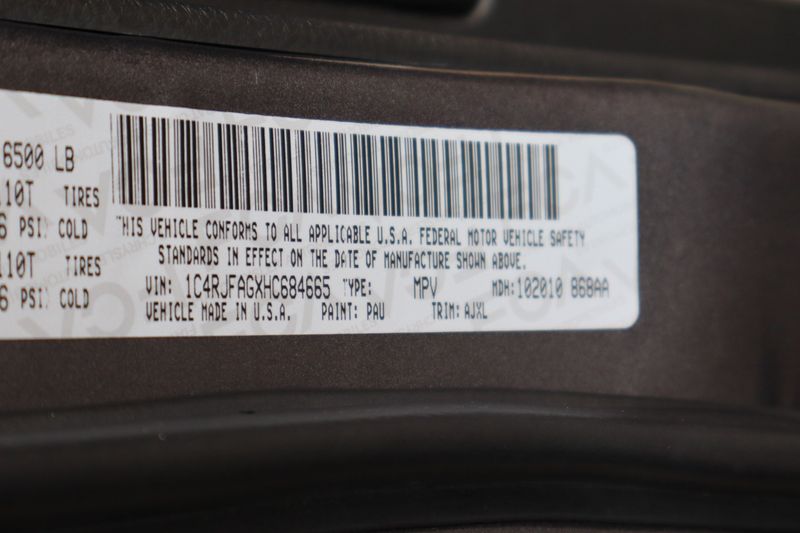 6500 LB
110T TIRES
6 PSI COLD
110T TIRES
6 PSI COLD
THIS VEHICLE CONFORMS TO ALL APPLICABLE U.S.A. FEDERAL MOTOR VEHICLE SAFETY
STANDARDS IN EFFECT ON THE DATE OF MANUFACTURE SHOWN ABOVE.
VIN: 1C4RJFAGXHC684665 TYPE: MPV MDH: 102010 868AA
VEHICLE MADE IN U.S.A. PAINT: PAU TRIM: AJXL